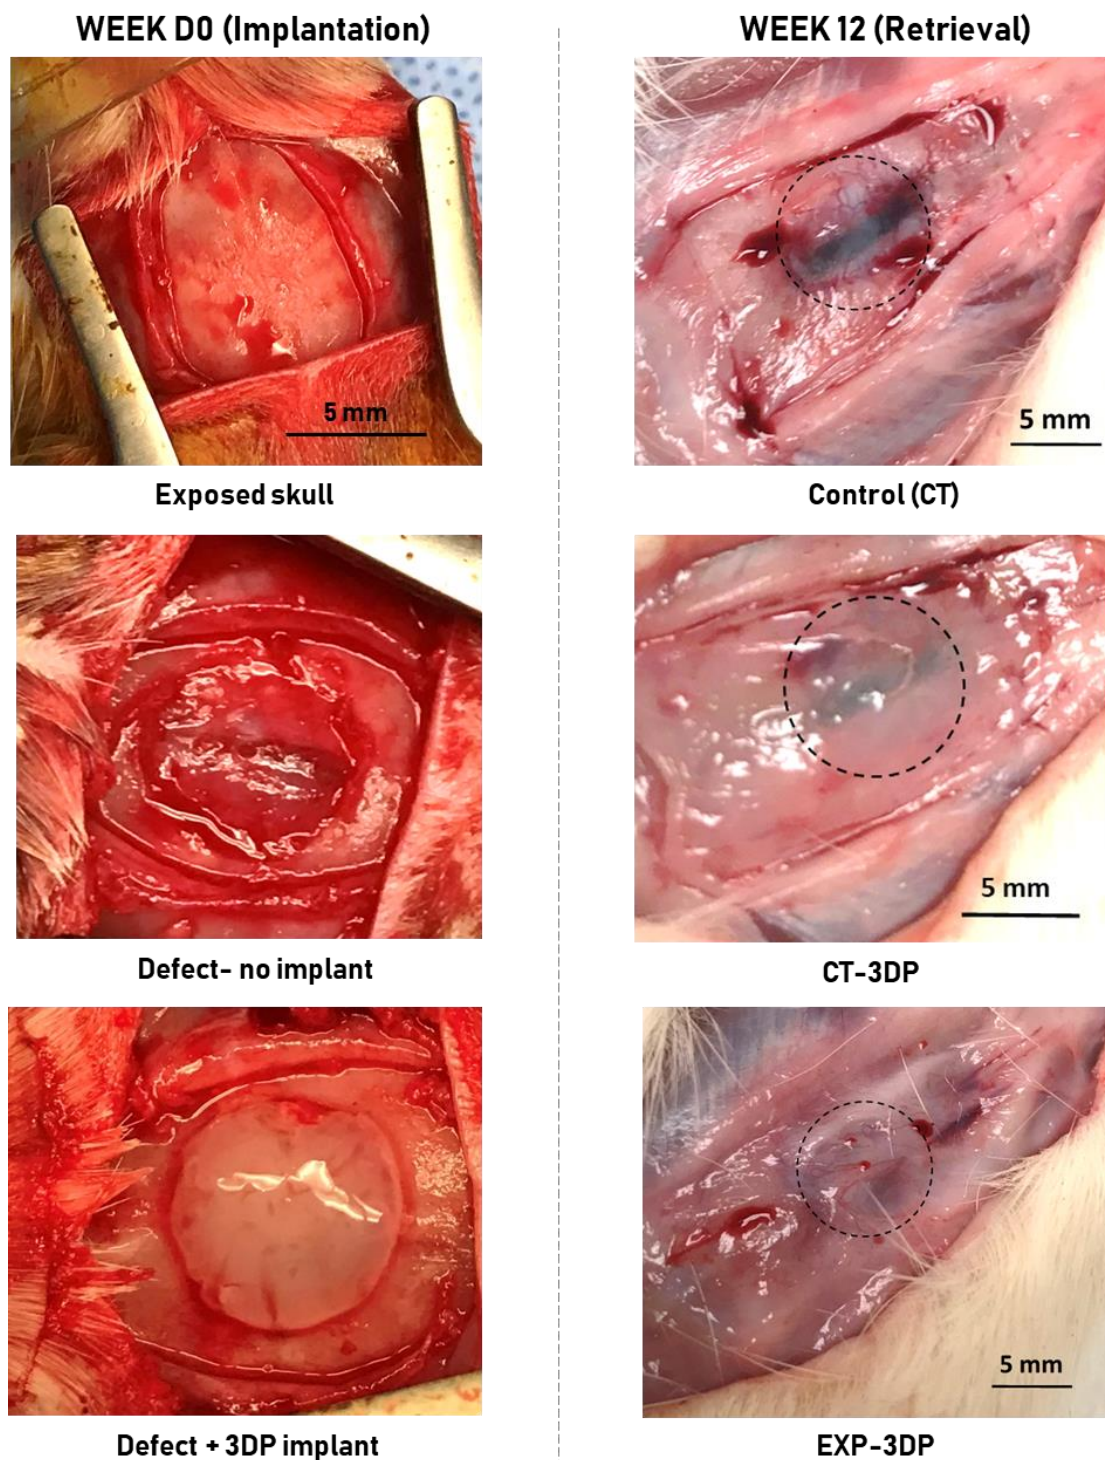 WEEK D0 (Implantation)
WEEK 12 (Retrieval)
5 mm
5 mm
Exposed skull
Control (CT)
5 mm
Defect- no implant
CT-3DP
5 mm
Defect + 3DP implant
EXP-3DP